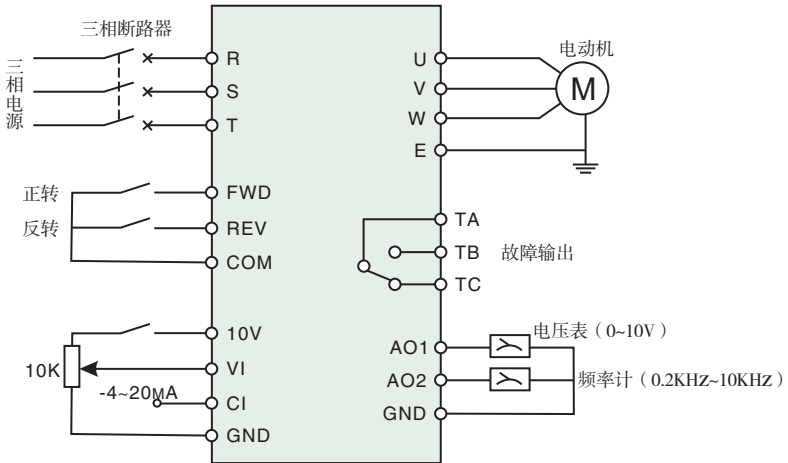 三相断路器
三相电源
R
S
T
正转
反转
FWD
REV
COM
10V
10K
VI
-4~20MA
CI
GND
U
V
W
E
电动机
M
TA
TB
故障输出
TC
电压表（0~10V）
AO1
AO2
频率计（0.2KHz~10KHz）
GND